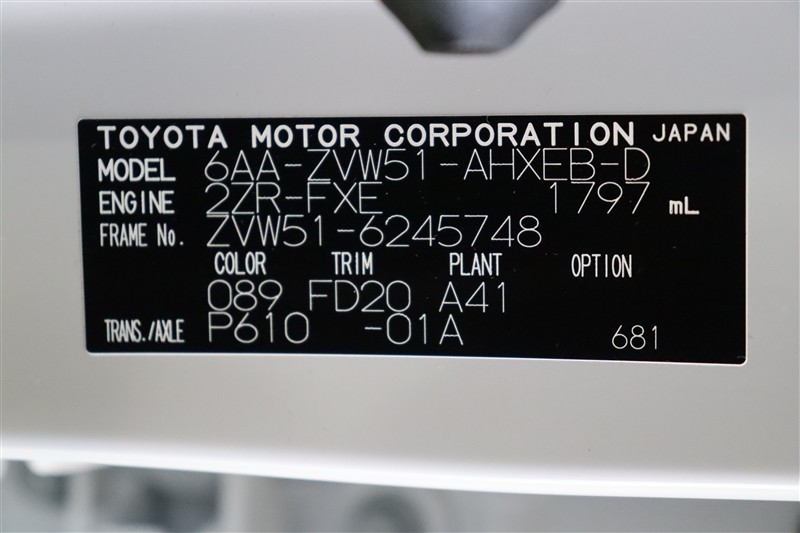 TOYOTA MOTOR CORPORATION JAPAN
MODEL 6AA-ZVW51-AHXEB-D
ENGINE 2ZR-FXE 1797 mL
FRAME No. ZVW51-6245748
COLOR TRIM PLANT OPTION
089 FD20 A41
TRANS./AXLE P610 -01A 681